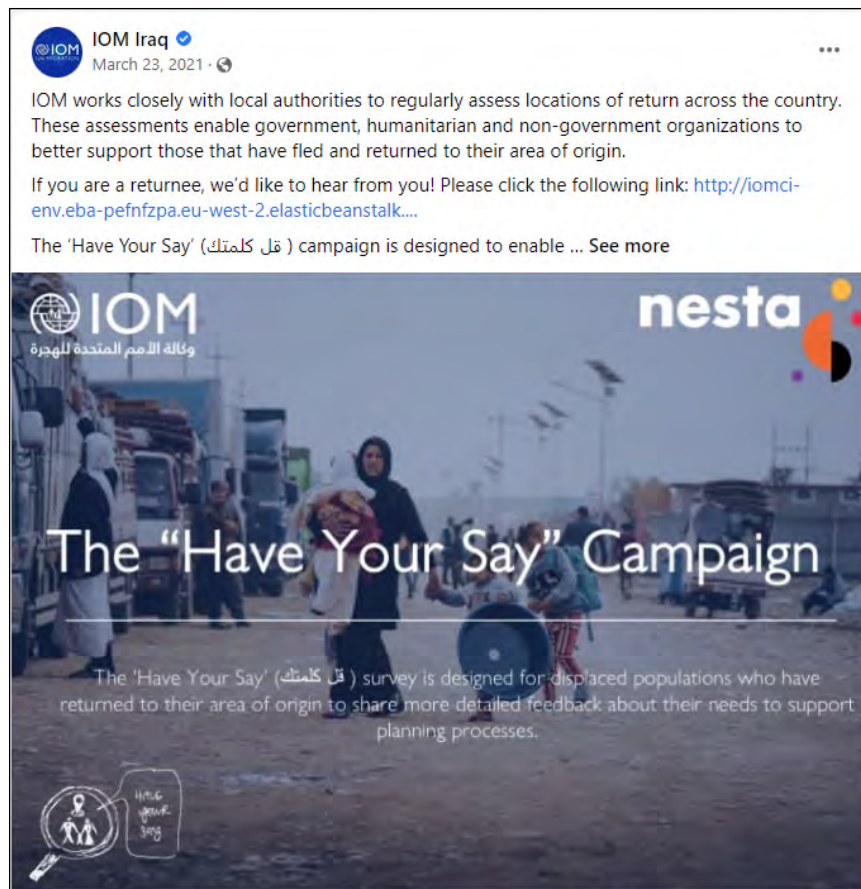 IOM Iraq
March 23, 2021 ·
IOM works closely with local authorities to regularly assess locations of return across the country.
These assessments enable government, humanitarian and non-government organizations to
better support those that have fled and returned to their area of origin.
If you are a returnee, we'd like to hear from you! Please click the following link: http://iomci-
env.eba-pefnfzpa.eu-west-2.elasticbeanstalk....
The 'Have Your Say' (قل كلمتك ) campaign is designed to enable ... See more
IOM
وكالة الأمم المتحدة للهجرة
nesta
The “Have Your Say” Campaign
The 'Have Your Say' (قل كلمتك ) survey is designed for displaced populations who have
returned to their area of origin to share more detailed feedback about their needs to support
planning processes.
HAVE
YOUR
SAY